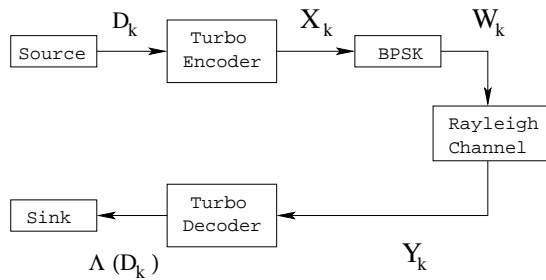 D_k
X_k
W_k
Source
Turbo
Encoder
BPSK
Rayleigh
Channel
Sink
Turbo
Decoder
Λ (D_k)
Y_k